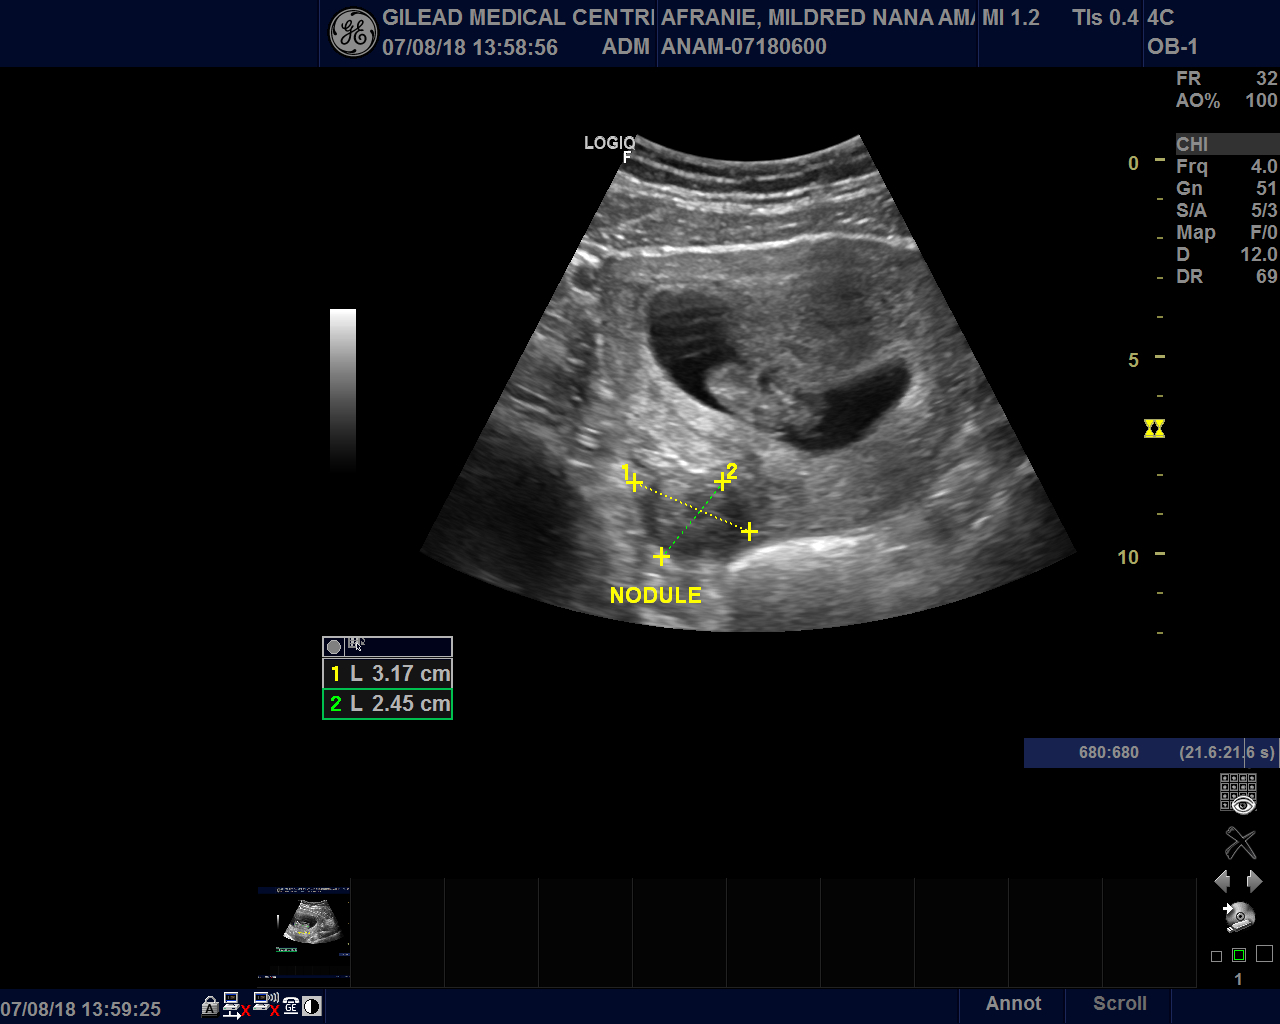 GILEAD MEDICAL CENTR
AFRANIE, MILDRED NANA AMA
MI 1.2 TIs 0.4
4C
07/08/18 13:58:56 ADM
ANAM-07180600
OB-1
FR 32
AO% 100
CHI
Frq 4.0
Gn 51
S/A 5/3
Map F/0
D 12.0
DR 69
LOGIQ
F
0
5
10
1
2
NODULE
1 L 3.17 cm
2 L 2.45 cm
680:680 (21.6:21.6 s)
1
07/08/18 13:59:25
Annot
Scroll